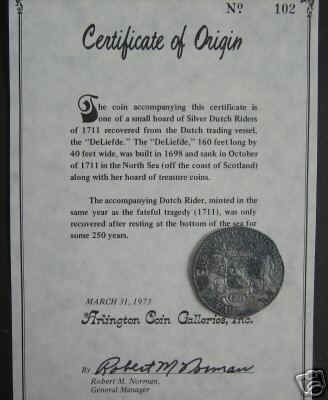 No 102
Certificate of Origin
The coin accompanying this certificate is
one of a small hoard of Silver Dutch Riders
of 1711 recovered from the Dutch trading vessel,
the "DeLiefde." The "DeLiefde," 160 feet long by
40 feet wide, was built in 1698 and sank in October
of 1711 in the North Sea (off the coast of Scotland)
along with her hoard of treasure coins.
The accompanying Dutch Rider, minted in the
same year as the fateful tragedy (1711), was only
recovered after resting at the bottom of the sea for
some 250 years.
MARCH 31, 1973
Arlington Coin Galleries, Inc.
By Robert M Norman
Robert M. Norman,
General Manager